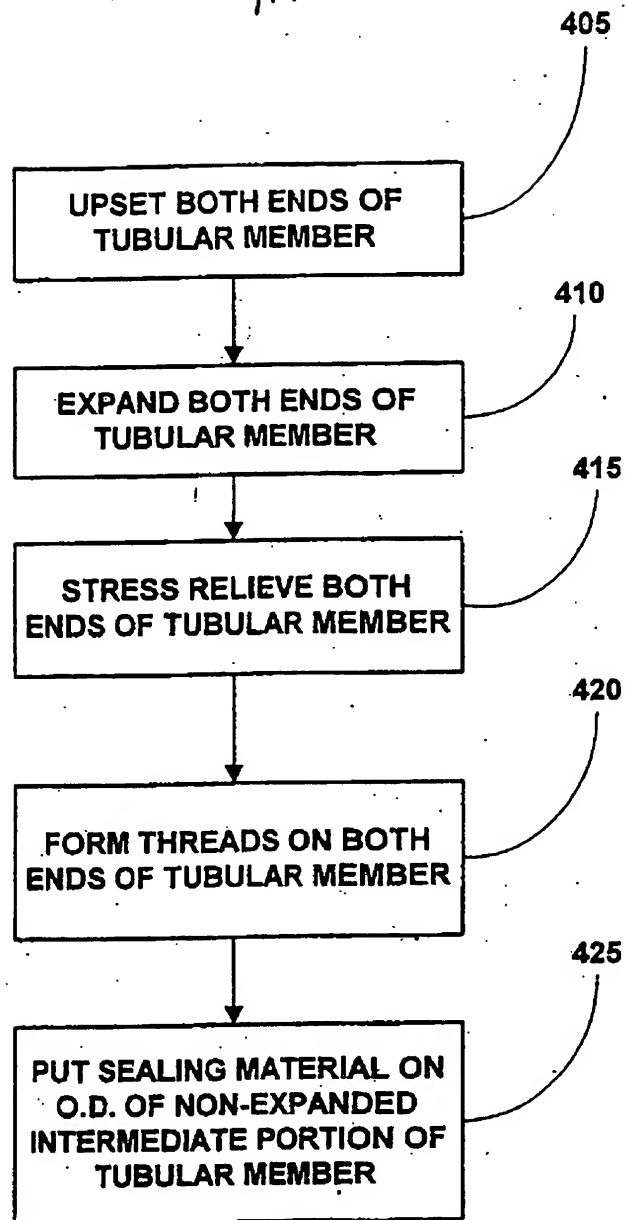 405
UPSET BOTH ENDS OF
TUBULAR MEMBER
410
EXPAND BOTH ENDS OF
TUBULAR MEMBER
415
STRESS RELIEVE BOTH
ENDS OF TUBULAR MEMBER
420
FORM THREADS ON BOTH
ENDS OF TUBULAR MEMBER
425
PUT SEALING MATERIAL ON
O.D. OF NON-EXPANDED
INTERMEDIATE PORTION OF
TUBULAR MEMBER